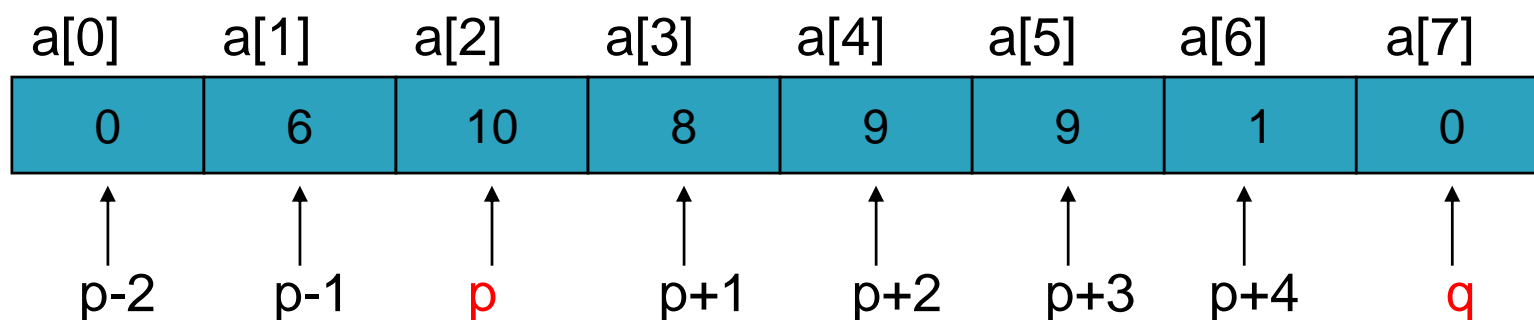 a[0] a[1] a[2] a[3] a[4] a[5] a[6] a[7]
0 6 10 8 9 9 1 0
p-2 p-1 p p+1 p+2 p+3 p+4 q